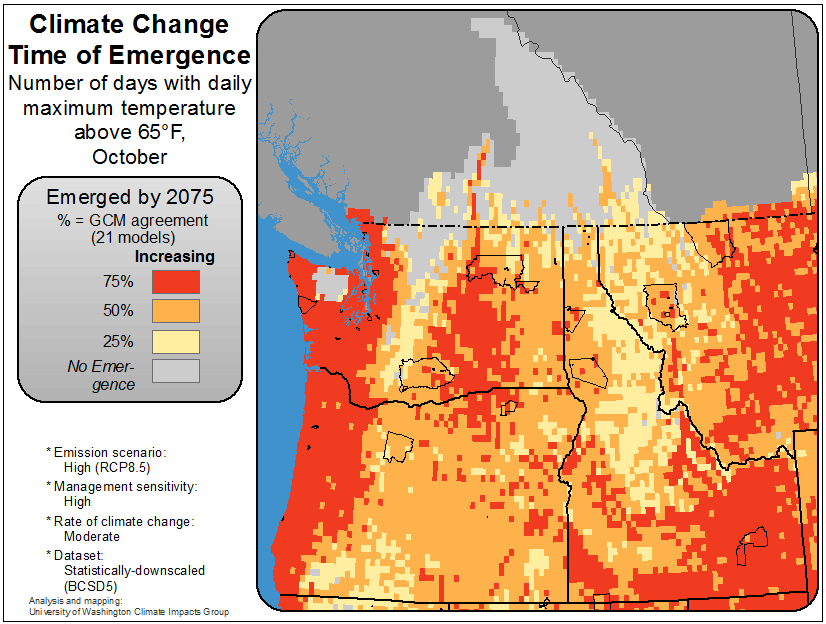 Climate Change
Time of Emergence
Number of days with daily
maximum temperature
above 65°F,
October
Emerged by 2075
% = GCM agreement
(21 models)
Increasing
75%
50%
25%
No Emer-
gence
* Emission scenario:
High (RCP8.5)
* Management sensitivity:
High
* Rate of climate change:
Moderate
* Dataset:
Statistically-downscaled
(BCSD5)
Analysis and mapping:
University of Washington Climate Impacts Group